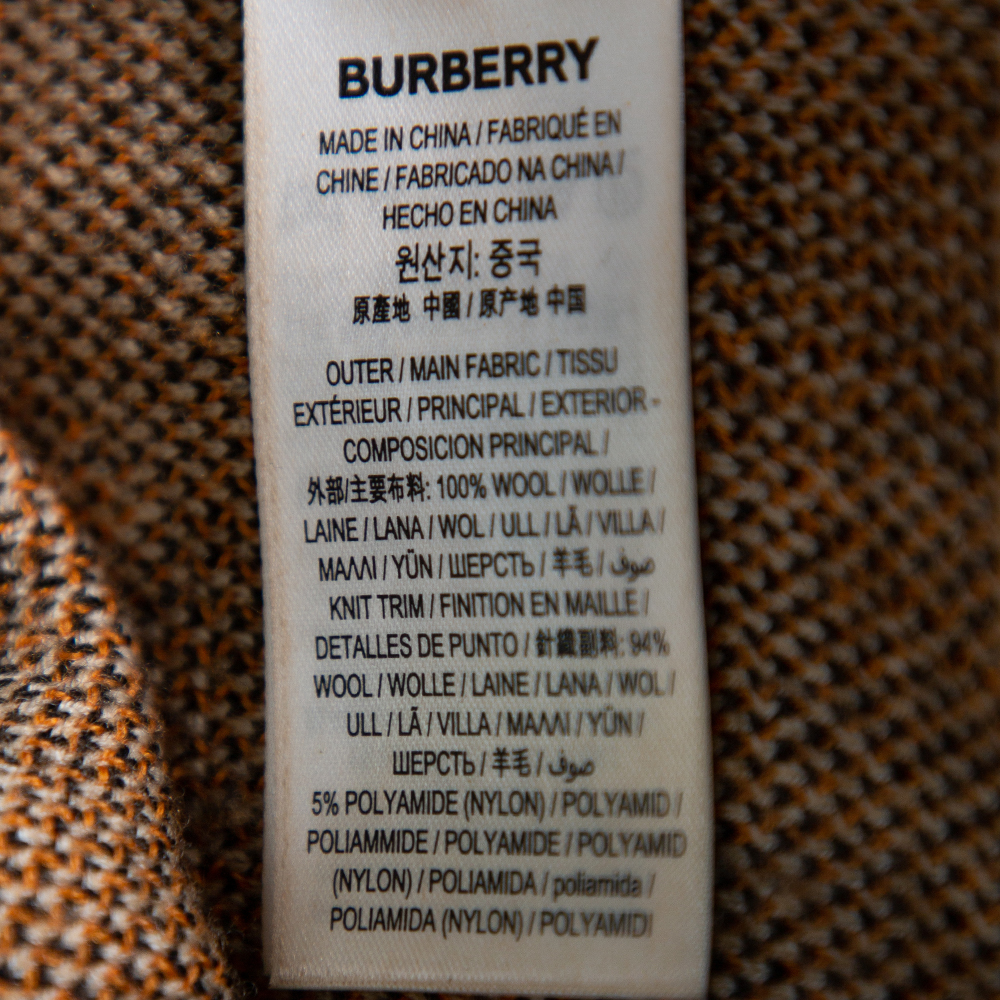 BURBERRY
MADE IN CHINA / FABRIQUÉ EN
CHINE / FABRICADO NA CHINA /
HECHO EN CHINA
원산지: 중국
原產地 中國 / 原产地 中国
OUTER / MAIN FABRIC / TISSU
EXTÉRIEUR / PRINCIPAL / EXTERIOR -
COMPOSICION PRINCIPAL /
外部/主要布料: 100% WOOL / WOLLE /
LAINE / LANA / WOL / ULL / LÃ / VILLA /
ΜΑΛΛΙ / YÜN / ШЕРСТЬ / 羊毛 / صوف
KNIT TRIM / FINITION EN MAILLE /
DETALLES DE PUNTO / 針織副料: 94%
WOOL / WOLLE / LAINE / LANA / WOL /
ULL / LÃ / VILLA / ΜΑΛΛΙ / YÜN /
ШЕРСТЬ / 羊毛 / صوف
5% POLYAMIDE (NYLON) / POLYAMID /
POLIAMMIDE / POLYAMIDE / POLYAMID
(NYLON) / POLIAMIDA / poliamida /
POLIAMIDA (NYLON) / POLYAMIDI